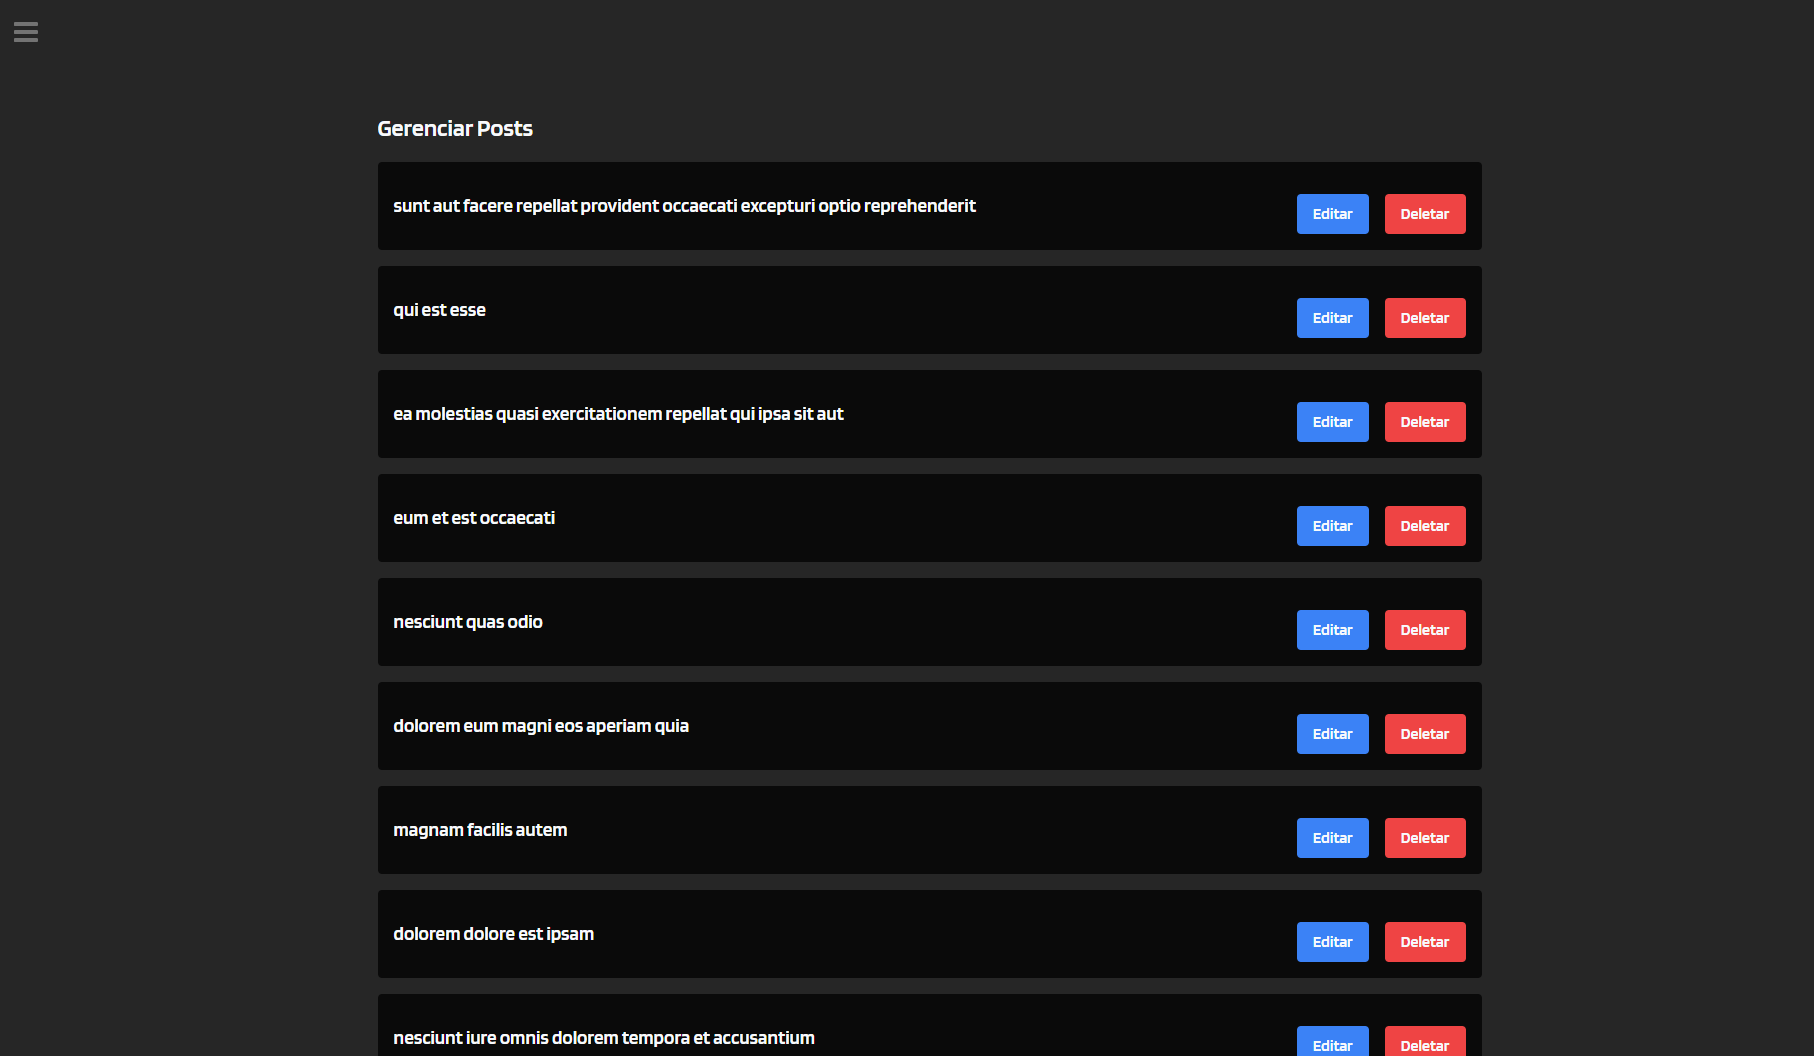 Gerenciar Posts
sunt aut facere repellat provident occaecati excepturi optio reprehenderit
Editar Deletar
qui est esse
Editar Deletar
ea molestias quasi exercitationem repellat qui ipsa sit aut
Editar Deletar
eum et est occaecati
Editar Deletar
nesciunt quas odio
Editar Deletar
dolorem eum magni eos aperiam quia
Editar Deletar
magnam facilis autem
Editar Deletar
dolorem dolore est ipsam
Editar Deletar
nesciunt iure omnis dolorem tempora et accusantium
Editar Deletar